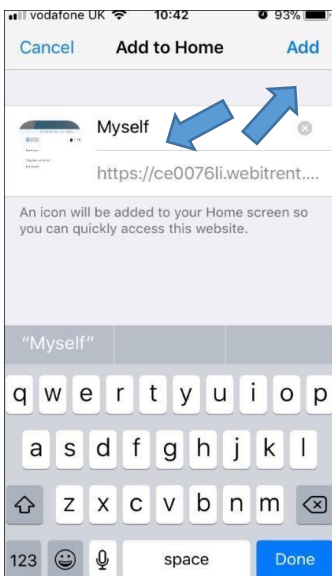 vodafone UK 10:42 93%
Cancel Add to Home Add
Myself
https://ce0076li.webitrent....
An icon will be added to your Home screen so
you can quickly access this website.
"Myself"
q w e r t y u i o p
a s d f g h j k l
z x c v b n m
123 space Done